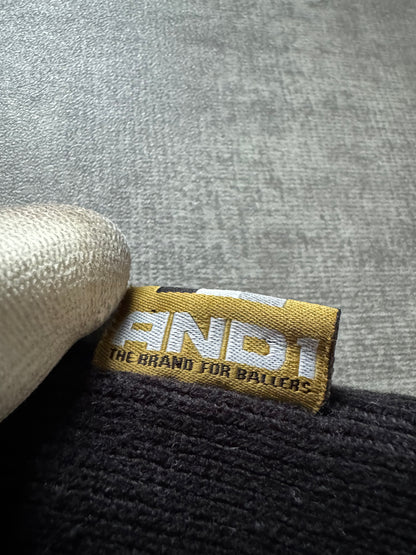 AND1
THE BRAND FOR BALLERS